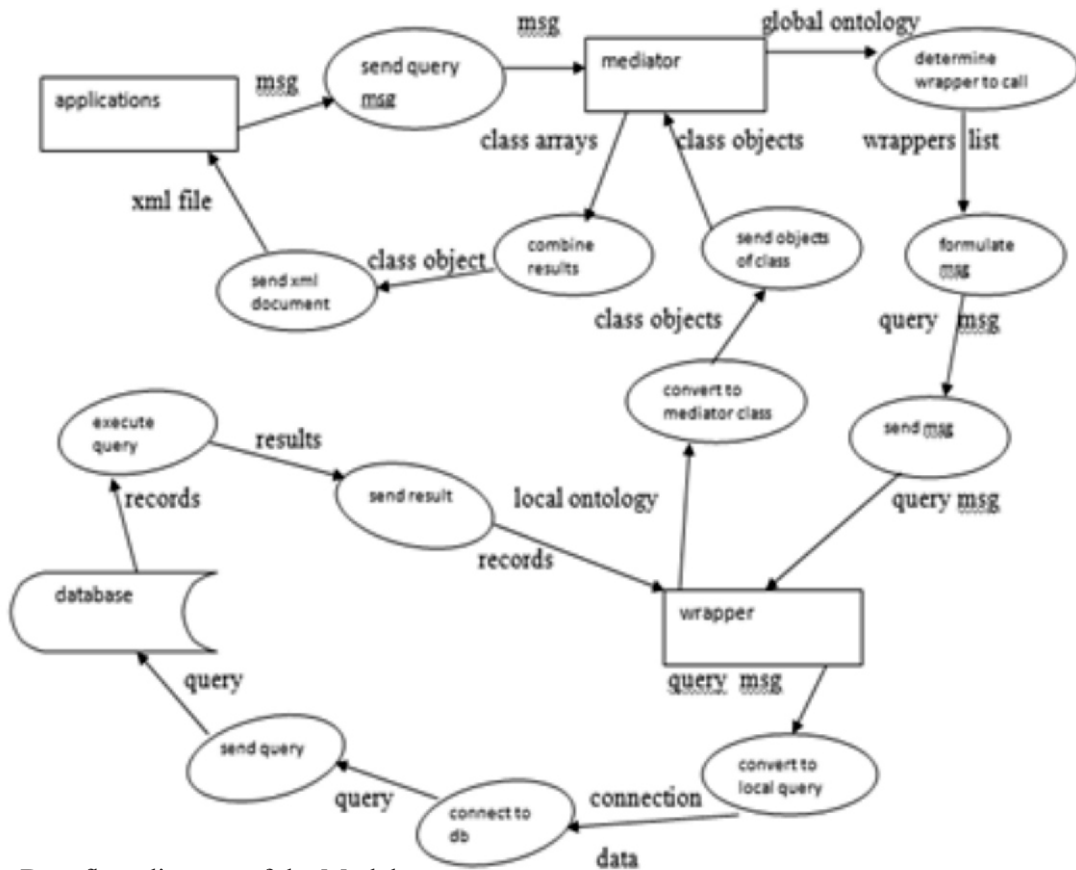 msg
global ontology
send query
msg
mediator
determine
wrapper to call
applications
msg
class arrays
class objects
wrappers list
xml file
combine
results
send objects
of class
formulate
msg
class object
send xml
document
class objects
query msg
execute
query
convert to
mediator class
send msg
results
records
send result
local ontology
query msg
records
database
wrapper
query
query msg
send query
convert to
local query
query
connection
connect to
db
data